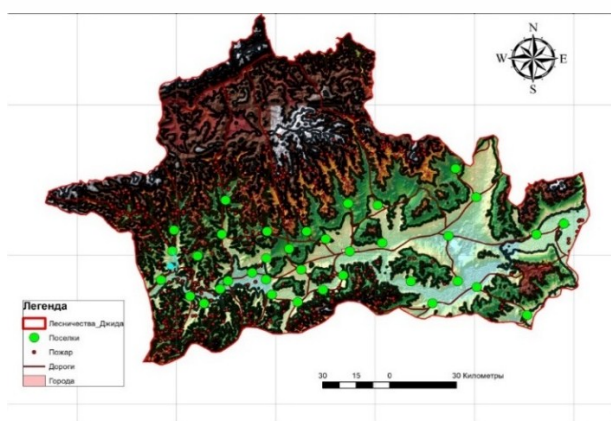 N
W E
S
Легенда
Лесничества_Джида
Поселки
Пожар
Дороги
Города
30 15 0 30 Километры